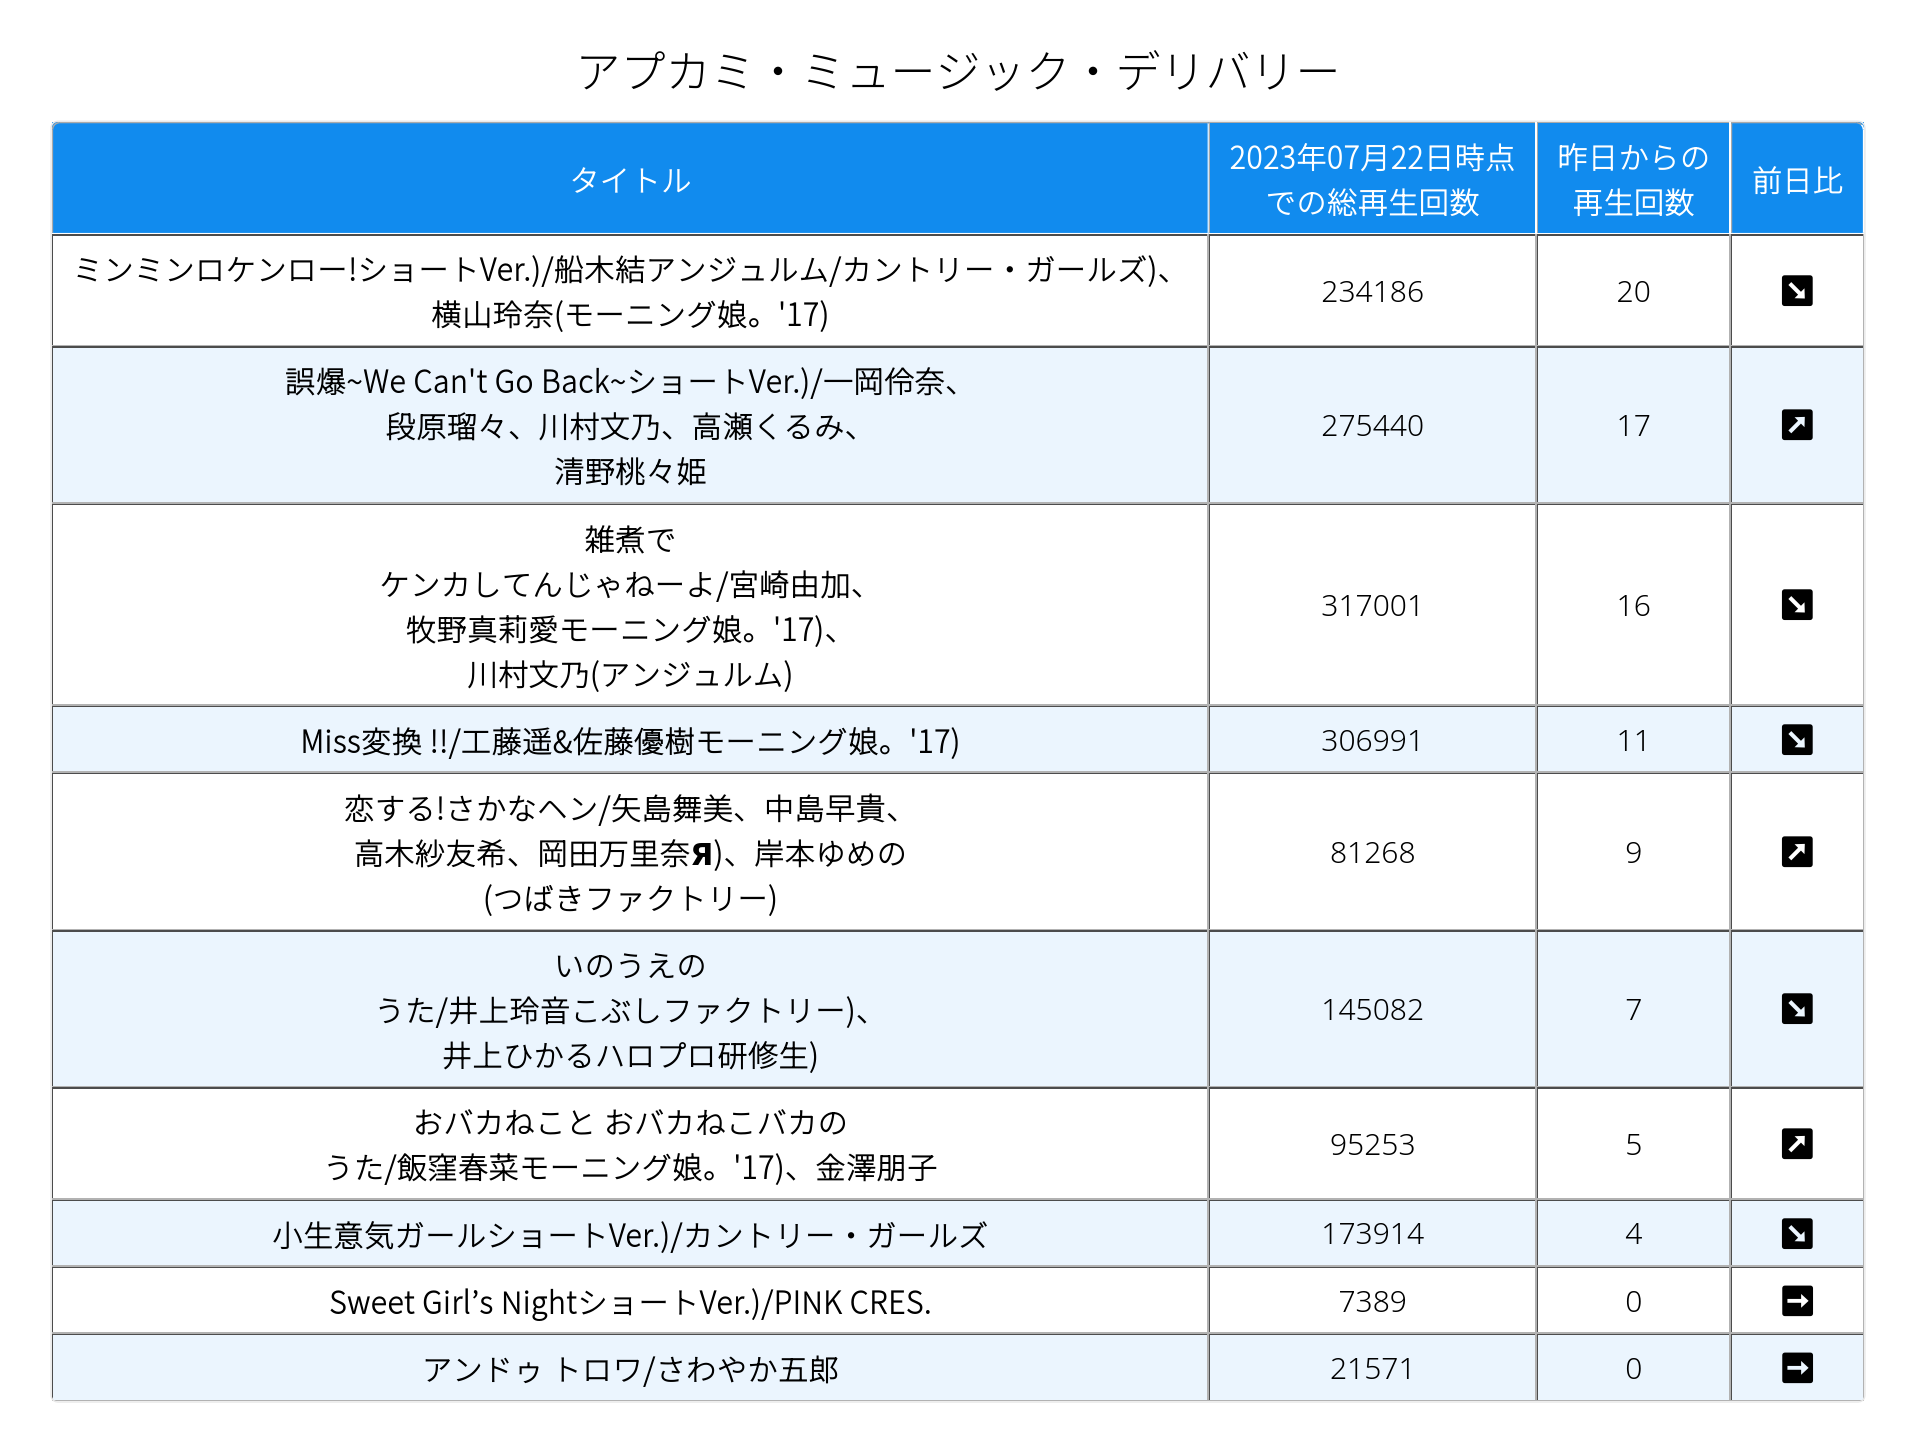 アプカミ・ミュージック・デリバリー
タイトル
2023年07月22日時点
での総再生回数
昨日からの
再生回数
前日比
ミンミンロケンロー!ショートVer.)/船木結アンジュルム/カントリー・ガールズ)、
横山玲奈(モーニング娘。'17)
234186
20
誤爆~We Can't Go Back~ショートVer.)/一岡伶奈、
段原瑠々、川村文乃、高瀬くるみ、
清野桃々姫
275440
17
雑煮で
ケンカしてんじゃねーよ/宮崎由加、
牧野真莉愛モーニング娘。'17)、
川村文乃(アンジュルム)
317001
16
Miss変換 !!/工藤遥&佐藤優樹モーニング娘。'17)
306991
11
恋する!さかなヘン/矢島舞美、中島早貴、
高木紗友希、岡田万里奈Я)、岸本ゆめの
(つばきファクトリー)
81268
9
いのうえの
うた/井上玲音こぶしファクトリー)、
井上ひかるハロプロ研修生)
145082
7
おバカねこと おバカねこバカの
うた/飯窪春菜モーニング娘。'17)、金澤朋子
95253
5
小生意気ガールショートVer.)/カントリー・ガールズ
173914
4
Sweet Girl’s NightショートVer.)/PINK CRES.
7389
0
アンドゥ トロワ/さわやか五郎
21571
0